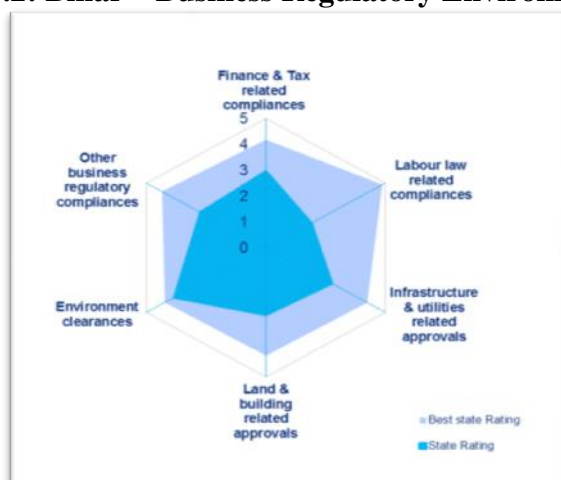 Bihar – Business Regulatory
Finance & Tax
related
compliances
5
4
3
2
1
0
Labour law
related
compliances
Infrastructure
& utilities
related
approvals
Land &
building
related
approvals
Environment
clearances
Other
business
regulatory
compliances
Best state Rating
State Rating